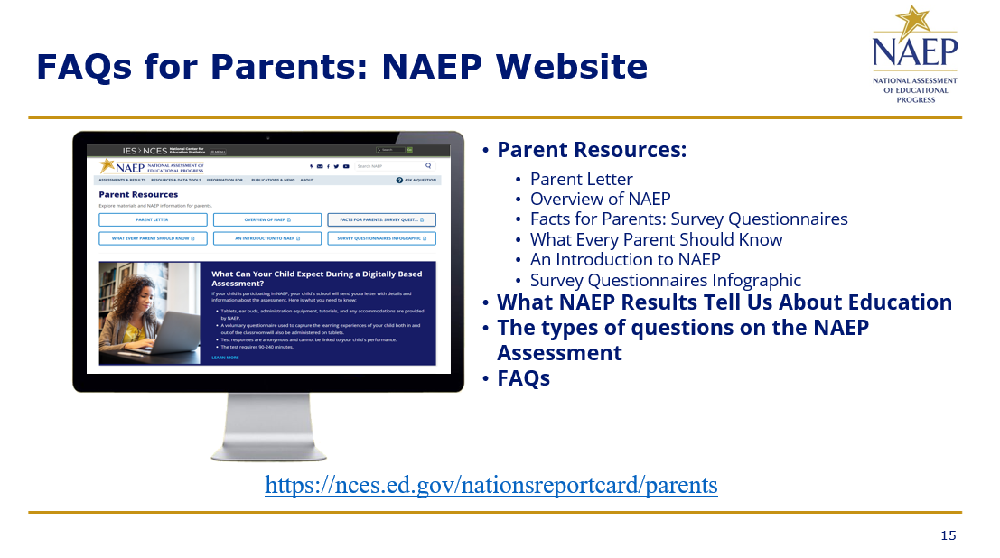 FAQs for Parents: NAEP Website
NAEP
NATIONAL ASSESSMENT
OF EDUCATIONAL
PROGRESS
IES > NCES National Center for
Education Statistics
MENU
Search
Go
NAEP NATIONAL ASSESSMENT OF
EDUCATIONAL PROGRESS
Search NAEP
ASSESSMENTS & RESULTS RESOURCES & DATA TOOLS INFORMATION FOR... PUBLICATIONS & NEWS ABOUT ? ASK A QUESTION
Parent Resources
Explore materials and NAEP information for parents.
PARENT LETTER OVERVIEW OF NAEP FACTS FOR PARENTS: SURVEY QUEST...
WHAT EVERY PARENT SHOULD KNOW AN INTRODUCTION TO NAEP SURVEY QUESTIONNAIRES INFOGRAPHIC
What Can Your Child Expect During a Digitally Based
Assessment?
If your child is participating in NAEP, your child's school will send you a letter with details and
information about the assessment. Here is what you need to know:
• Tablets, ear buds, administration equipment, tutorials, and any accommodations are provided
by NAEP.
• A voluntary questionnaire used to capture the learning experiences of your child both in and
out of the classroom will also be administered on tablets.
• Test responses are anonymous and cannot be linked to your child's performance.
• The test requires 90-240 minutes.
LEARN MORE
• Parent Resources:
• Parent Letter
• Overview of NAEP
• Facts for Parents: Survey Questionnaires
• What Every Parent Should Know
• An Introduction to NAEP
• Survey Questionnaires Infographic
• What NAEP Results Tell Us About Education
• The types of questions on the NAEP
Assessment
• FAQs
https://nces.ed.gov/nationsreportcard/parents
15